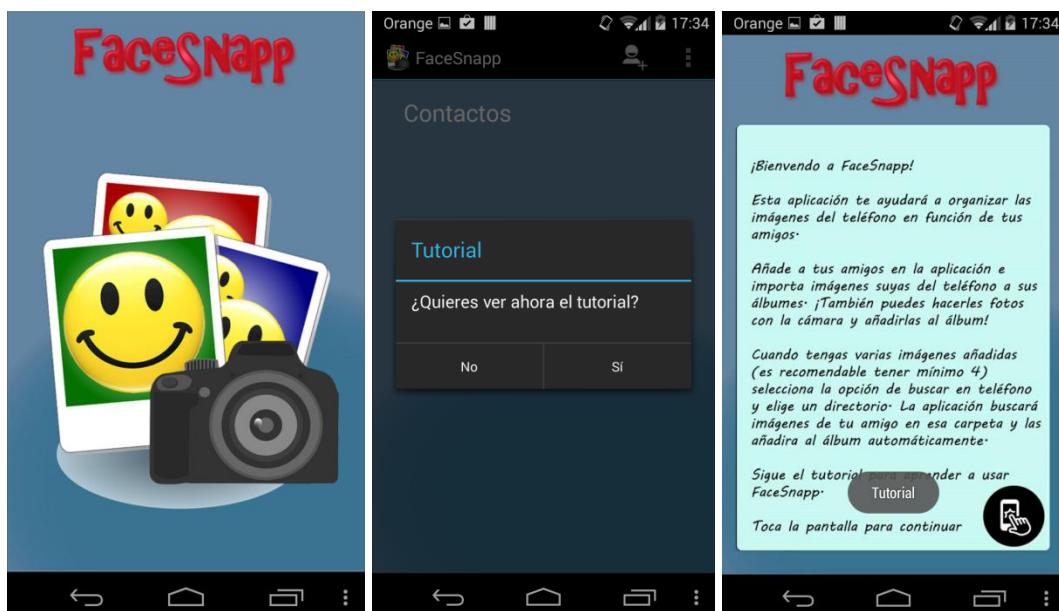 FaceSnapp
Orange 17:34
FaceSnapp
Contactos
Tutorial
¿Quieres ver ahora el tutorial?
No Sí
Orange 17:34
FaceSnapp
¡Bienvendo a FaceSnapp!
Esta aplicación te ayudará a organizar las
imágenes del teléfono en función de tus
amigos.
Añade a tus amigos en la aplicación e
importa imágenes suyas del teléfono a sus
álbumes. ¡También puedes hacerles fotos
con la cámara y añadirlas al álbum!
Cuando tengas varias imágenes añadidas
(es recomendable tener mínimo 4)
selecciona la opción de buscar en teléfono
y elige un directorio. La aplicación buscará
imágenes de tu amigo en esa carpeta y las
añadira al álbum automáticamente.
Sigue el tutorial para aprender a usar
FaceSnapp.
Tutorial
Toca la pantalla para continuar